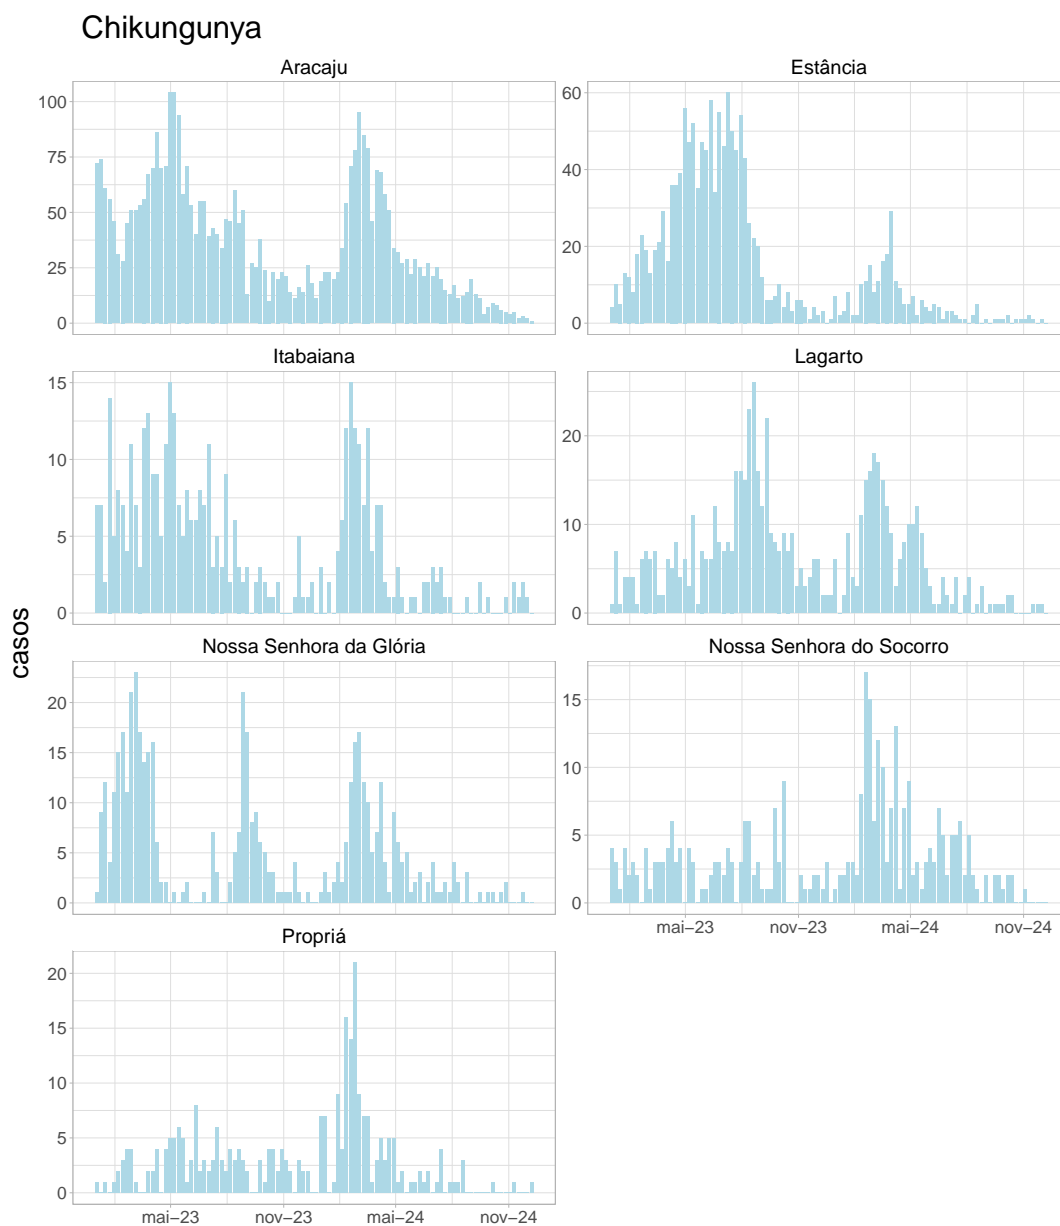 Chikungunya
Aracaju
Estância
100
75
50
25
0
60
40
20
0
Itabaiana
Lagarto
15
10
5
0
20
10
0
casos
Nossa Senhora da Glória
Nossa Senhora do Socorro
20
15
10
5
0
15
10
5
0
mai–23
nov–23
mai–24
nov–24
Propriá
20
15
10
5
0
mai–23
nov–23
mai–24
nov–24